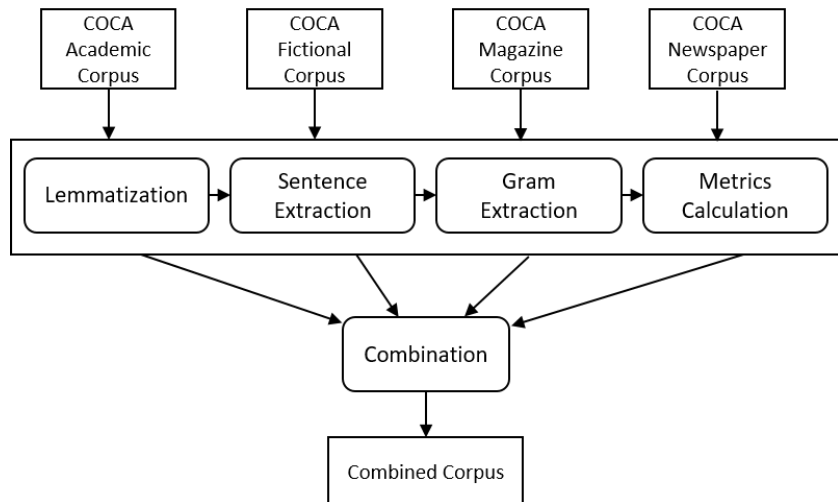 COCA
Academic
Corpus
COCA
Fictional
Corpus
COCA
Magazine
Corpus
COCA
Newspaper
Corpus
Lemmatization
Sentence
Extraction
Gram
Extraction
Metrics
Calculation
Combination
Combined Corpus